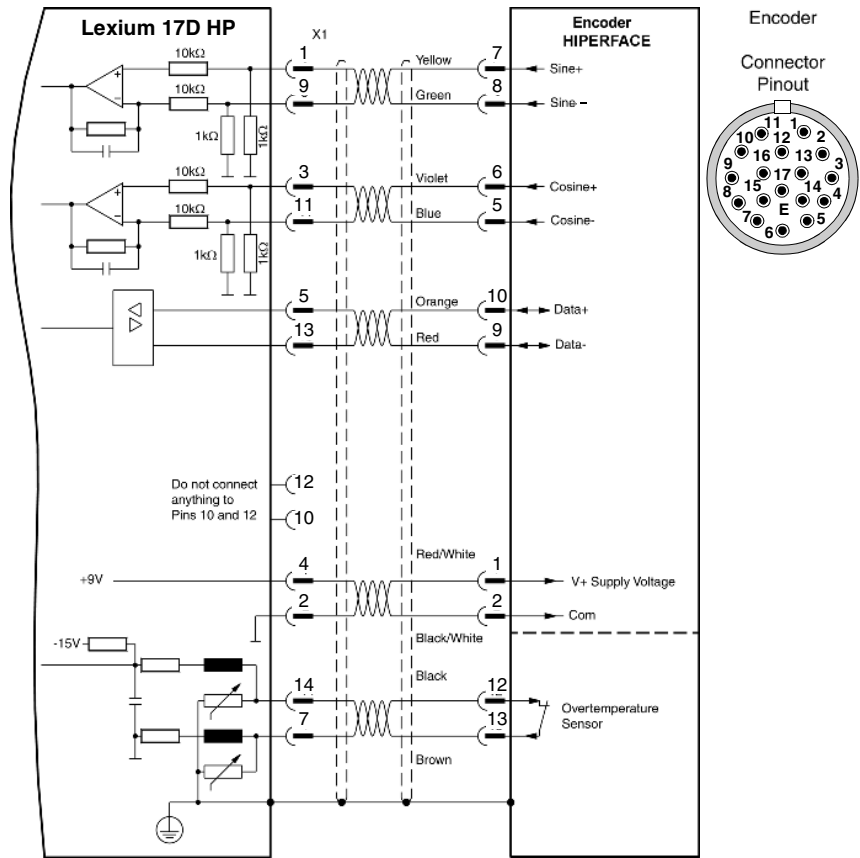 Lexium 17D HP
X1
Encoder
HIPERFACE
Encoder
Connector
Pinout
10kΩ
+
1
Yellow
7
Sine+
10kΩ
-
9
Green
8
Sine -
1kΩ
1kΩ
10kΩ
+
3
Violet
6
Cosine+
10kΩ
-
11
Blue
5
Cosine-
1kΩ
1kΩ
5
Orange
10
Data+
13
Red
9
Data-
Do not connect
anything to
Pins 10 and 12
12
10
Red/White
+9V
4
1
V+ Supply Voltage
2
2
Com
Black/White
-15V
Black
14
12
Overtemperature
Sensor
7
13
Brown
11
1
10
12
2
16
13
9
3
17
8
15
14
4
E
7
5
6